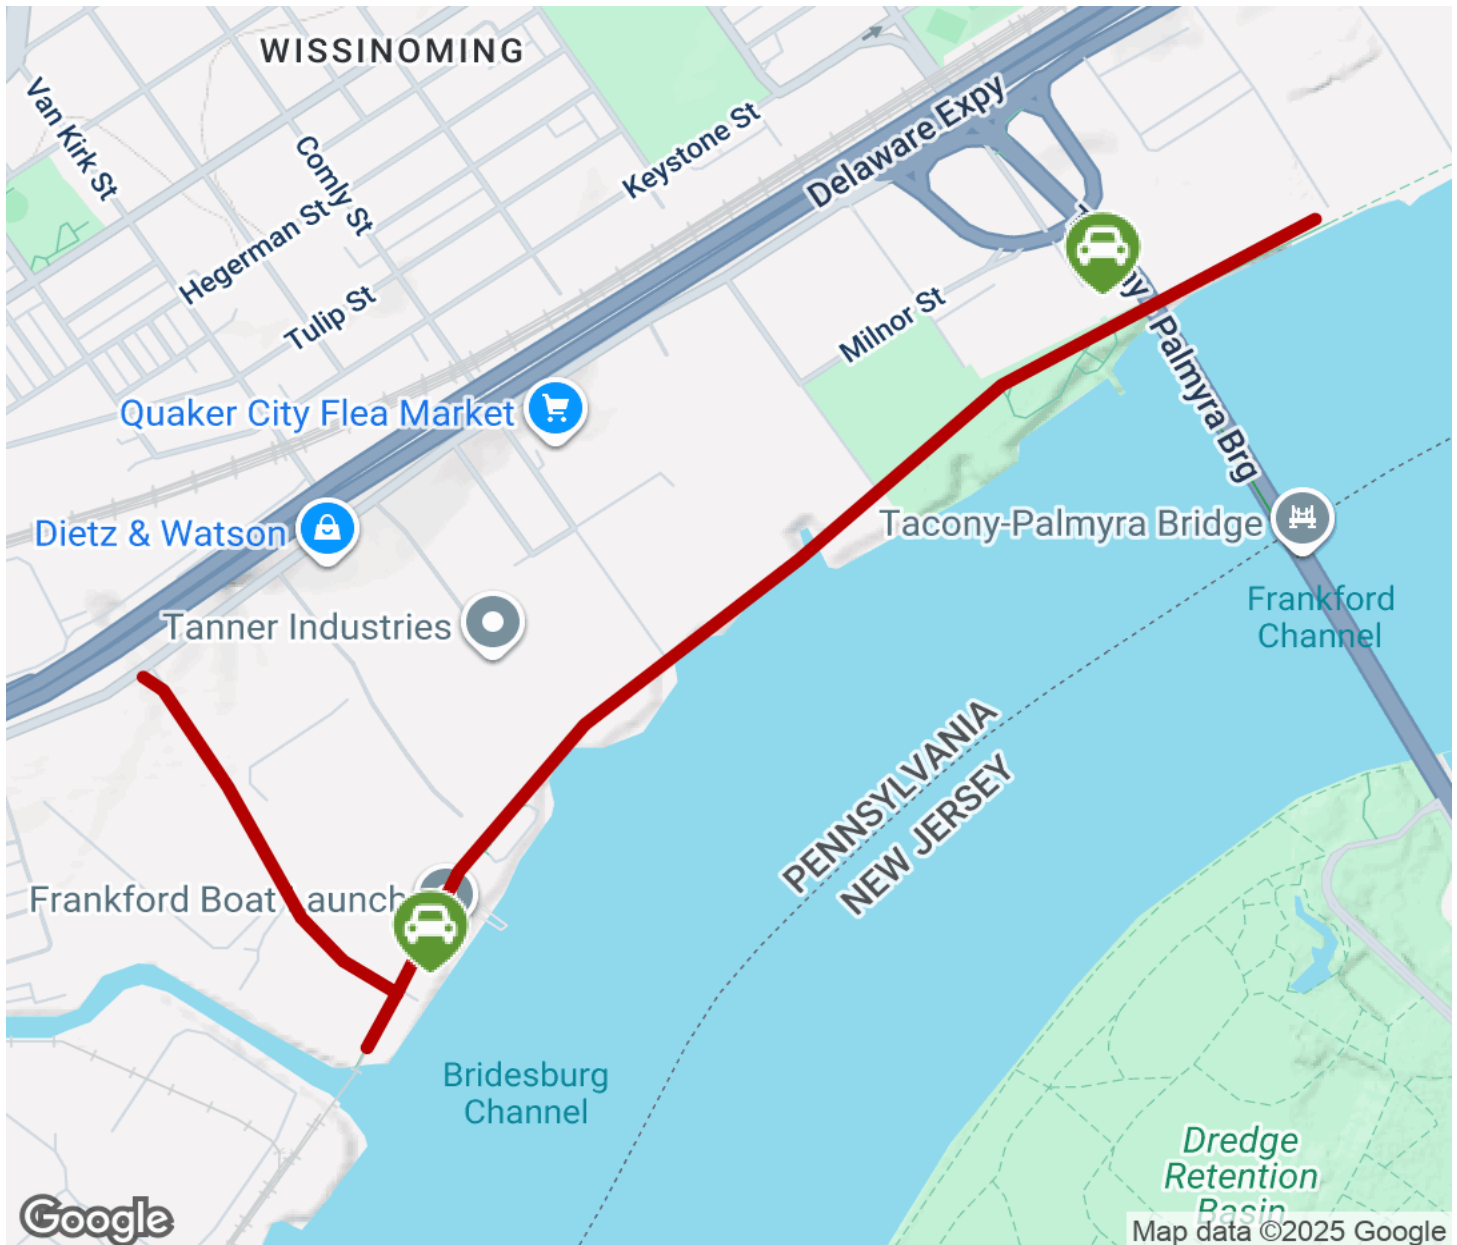 WISSINOMING
Van Kirk St
Comly St
Keystone St
Delaware Expy
Hegerman St
Tulip St
Milnor St
Palmyra Brg
Quaker City Flea Market
Dietz & Watson
Tacony-Palmyra Bridge
Tanner Industries
Frankford
Channel
PENNSYLVANIA
NEW JERSEY
Frankford Boat Launch
Bridesburg
Channel
Dredge
Retention
Basin
Google
Map data ©2025 Google